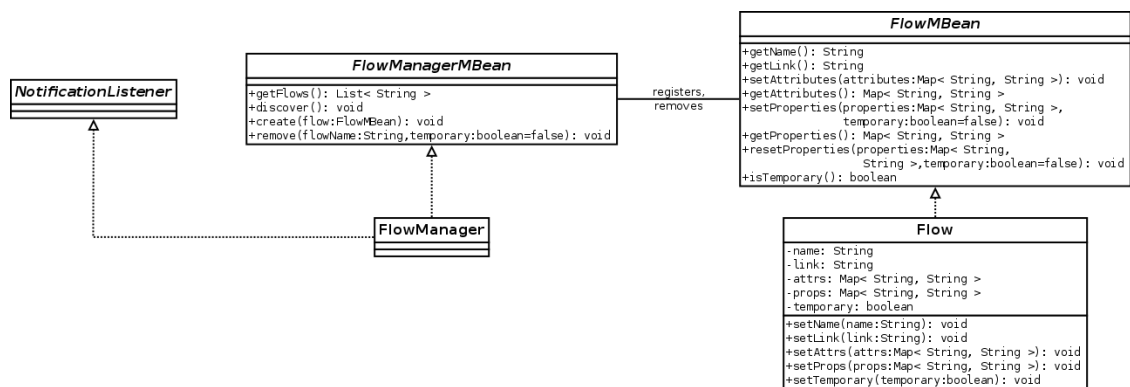 NotificationListener
FlowManagerMBean
+getFlows(): List< String >
+discover(): void
+create(flow:FlowMBean): void
+remove(flowName:String,temporary:boolean=false): void
FlowManager
registers,
removes
FlowMBean
+getName(): String
+getLink(): String
+setAttributes(attributes:Map< String, String >): void
+getAttributes(): Map< String, String >
+setProperties(properties:Map< String, String >,
temporary:boolean=false): void
+getProperties(): Map< String, String >
+resetProperties(properties:Map< String,
String >,temporary:boolean=false): void
+isTemporary(): boolean
Flow
-name: String
-link: String
-attrs: Map< String, String >
-props: Map< String, String >
-temporary: boolean
+setName(name:String): void
+setLink(link:String): void
+setAttrs(attrs:Map< String, String >): void
+setProps(props:Map< String, String >): void
+setTemporary(temporary:boolean): void